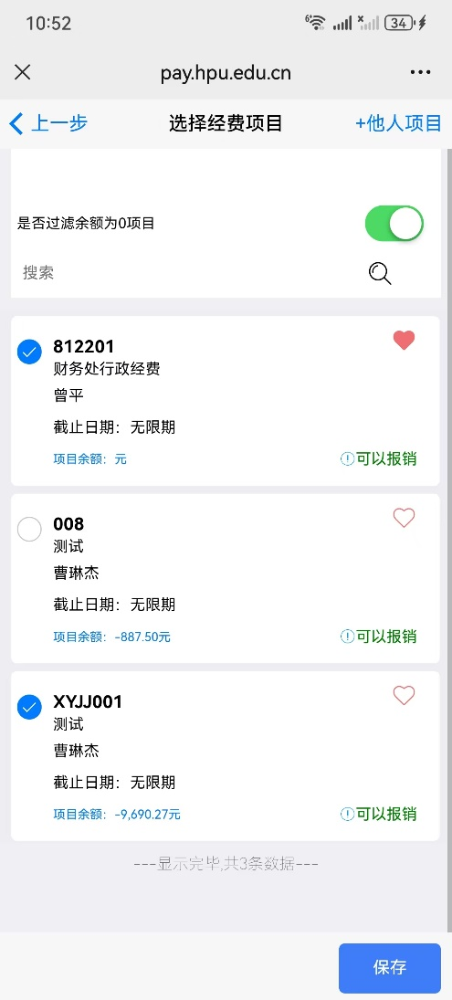 10:52
6
34
pay.hpu.edu.cn
上一步
选择经费项目
+他人项目
是否过滤余额为0项目
搜索
812201
财务处行政经费
曾平
截止日期：无限期
项目余额：元
可以报销
008
测试
曹琳杰
截止日期：无限期
项目余额：-887.50元
可以报销
XYJJ001
测试
曹琳杰
截止日期：无限期
项目余额：-9,690.27元
可以报销
---显示完毕,共3条数据---
保存